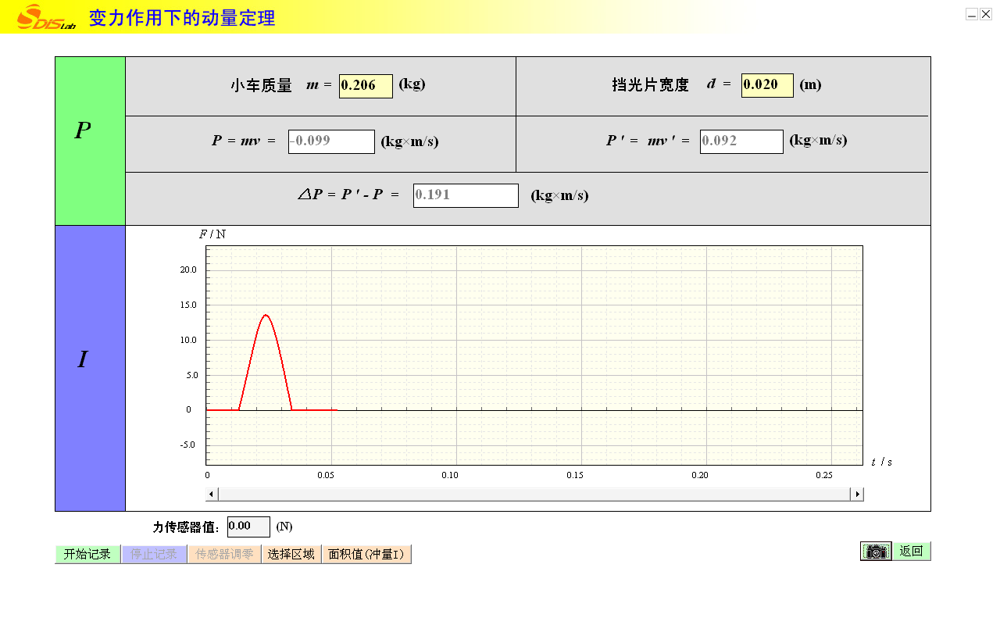 SDISLab 变力作用下的动量定理
P
小车质量 m = 0.206 (kg)
挡光片宽度 d = 0.020 (m)
P = mv = -0.099 (kg×m/s)
P ' = mv ' = 0.092 (kg×m/s)
△P = P ' - P = 0.191 (kg×m/s)
I
F / N
20.0
15.0
10.0
5.0
0
-5.0
0 0.05 0.10 0.15 0.20 0.25
t / s
力传感器值: 0.00 (N)
开始记录 停止记录 传感器调零 选择区域 面积值(冲量I) 返回